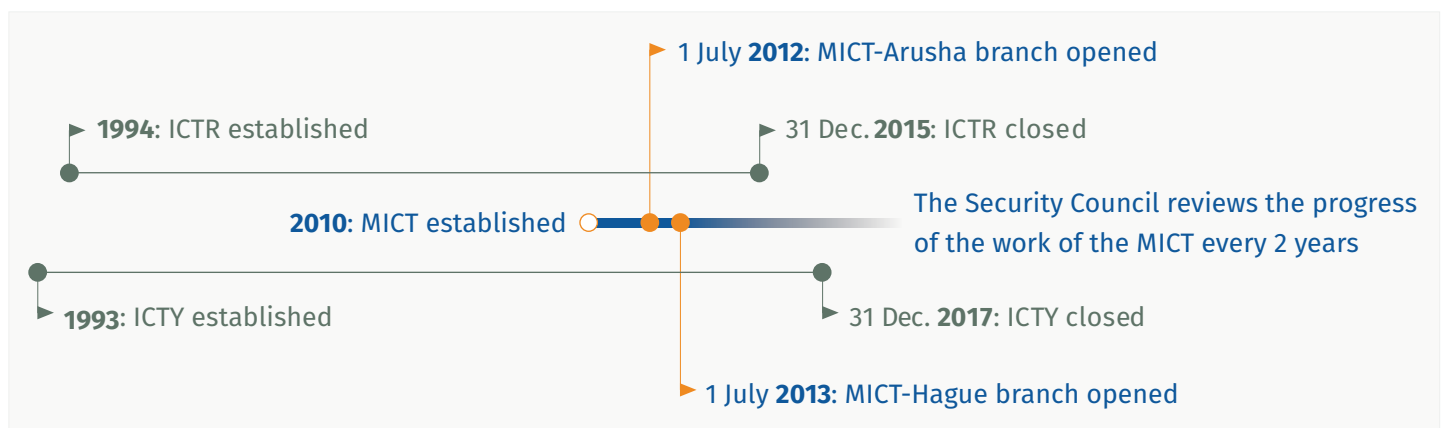 1 July 2012: MICT-Arusha branch opened
1994: ICTR established
31 Dec. 2015: ICTR closed
The Security Council reviews the progress
of the work of the MICT every 2 years
2010: MICT established
1993: ICTY established
31 Dec. 2017: ICTY closed
1 July 2013: MICT-Hague branch opened